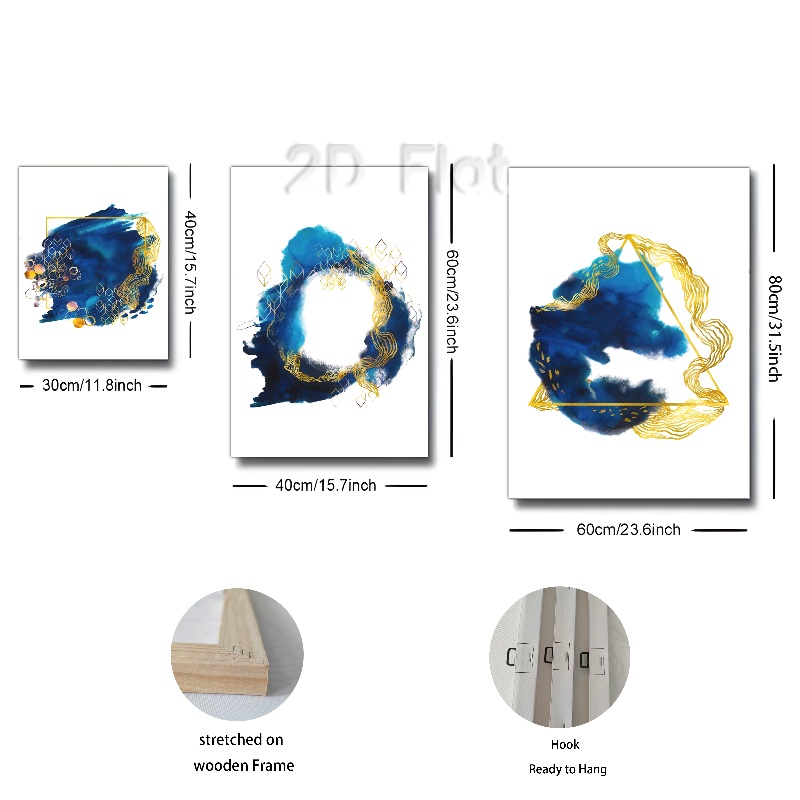 2D Flat
40cm/15.7inch
60cm/23.6inch
80cm/31.5inch
30cm/11.8inch
40cm/15.7inch
60cm/23.6inch
stretched on
wooden Frame
Hook
Ready to Hang